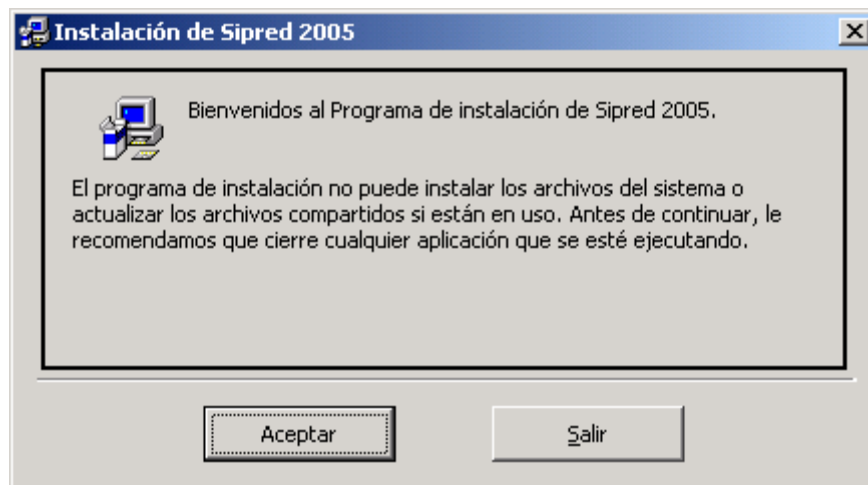 Instalación de Sipred 2005
Bienvenidos al Programa de instalación de Sipred 2005.
El programa de instalación no puede instalar los archivos del sistema o
actualizar los archivos compartidos si están en uso. Antes de continuar, le
recomendamos que cierre cualquier aplicación que se esté ejecutando.
Aceptar
Salir